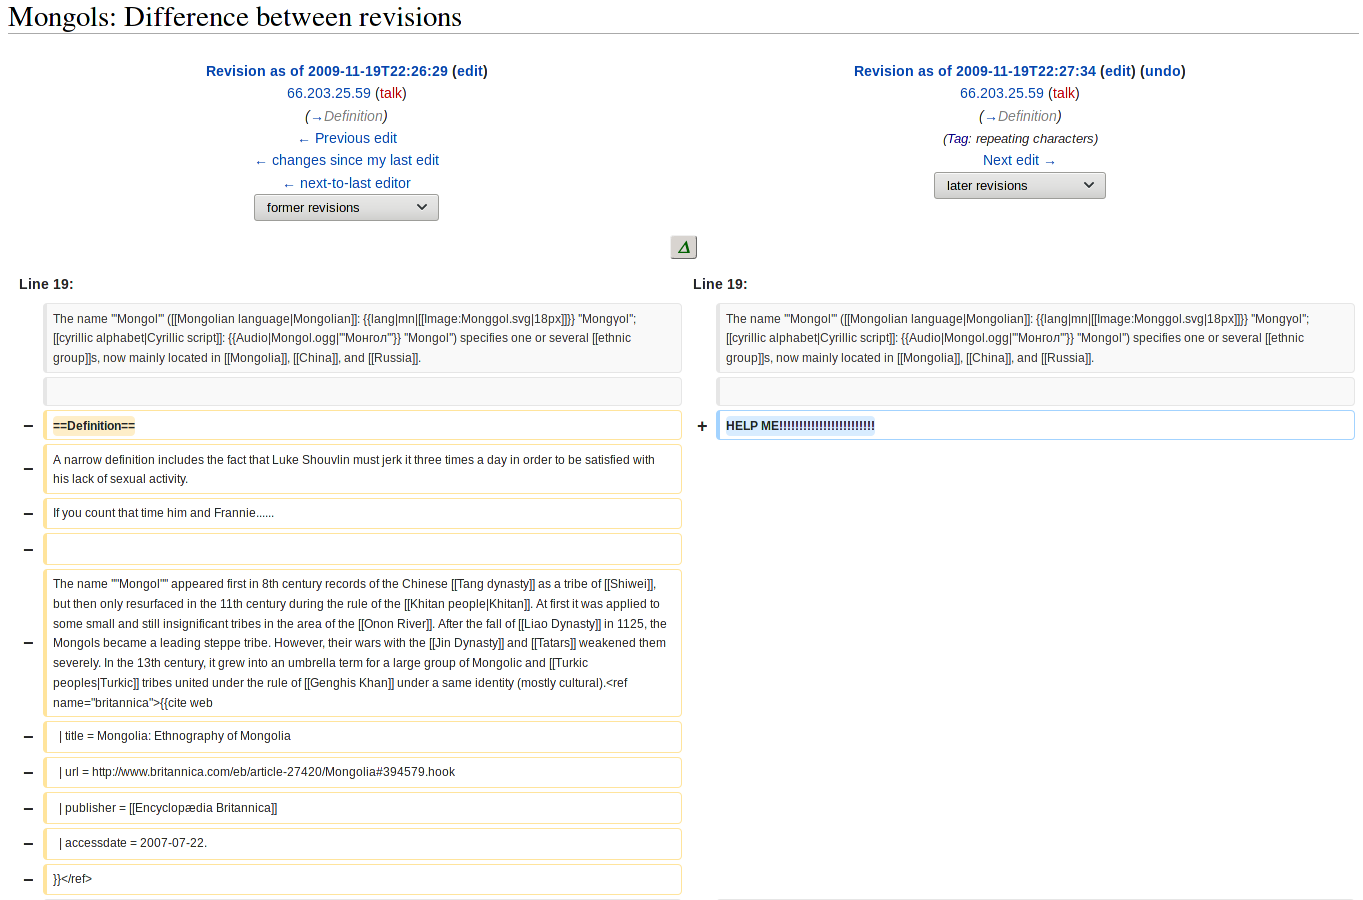 Mongols: Difference between revisions
Revision as of 2009-11-19T22:26:29 (edit)
66.203.25.59 (talk)
(→Definition)
← Previous edit
← changes since my last edit
← next-to-last editor
former revisions
Revision as of 2009-11-19T22:27:34 (edit) (undo)
66.203.25.59 (talk)
(→Definition)
(Tag: repeating characters)
Next edit →
later revisions
Δ
Line 19:
Line 19:
The name '''Mongol''' ([[Mongolian language|Mongolian]]: {{lang|mn|[[Image:Monggol.svg|18px]]}} "Mongγol";
[[cyrillic alphabet|Cyrillic script]]: {{Audio|Mongol.ogg|'''Монгол'''}} "Mongol") specifies one or several [[ethnic
group]]s, now mainly located in [[Mongolia]], [[China]], and [[Russia]].
The name '''Mongol''' ([[Mongolian language|Mongolian]]: {{lang|mn|[[Image:Monggol.svg|18px]]}} "Mongγol";
[[cyrillic alphabet|Cyrillic script]]: {{Audio|Mongol.ogg|'''Монгол'''}} "Mongol") specifies one or several [[ethnic
group]]s, now mainly located in [[Mongolia]], [[China]], and [[Russia]].
− ==Definition==
+ HELP ME!!!!!!!!!!!!!!!!!!!!!!!!
− A narrow definition includes the fact that Luke Shouvlin must jerk it three times a day in order to be satisfied with
his lack of sexual activity.
− If you count that time him and Frannie......
−
− The name '"'Mongol'"' appeared first in 8th century records of the Chinese [[Tang dynasty]] as a tribe of [[Shiwei]],
but then only resurfaced in the 11th century during the rule of the [[Khitan people|Khitan]]. At first it was applied to
some small and still insignificant tribes in the area of the [[Onon River]]. After the fall of [[Liao Dynasty]] in 1125, the
Mongols became a leading steppe tribe. However, their wars with the [[Jin Dynasty]] and [[Tatars]] weakened them
severely. In the 13th century, it grew into an umbrella term for a large group of Mongolic and [[Turkic
peoples|Turkic]] tribes united under the rule of [[Genghis Khan]] under a same identity (mostly cultural).<ref
name="britannica">{{cite web
− | title = Mongolia: Ethnography of Mongolia
− | url = http://www.britannica.com/eb/article-27420/Mongolia#394579.hook
− | publisher = [[Encyclopædia Britannica]]
− | accessdate = 2007-07-22.
− }}</ref>